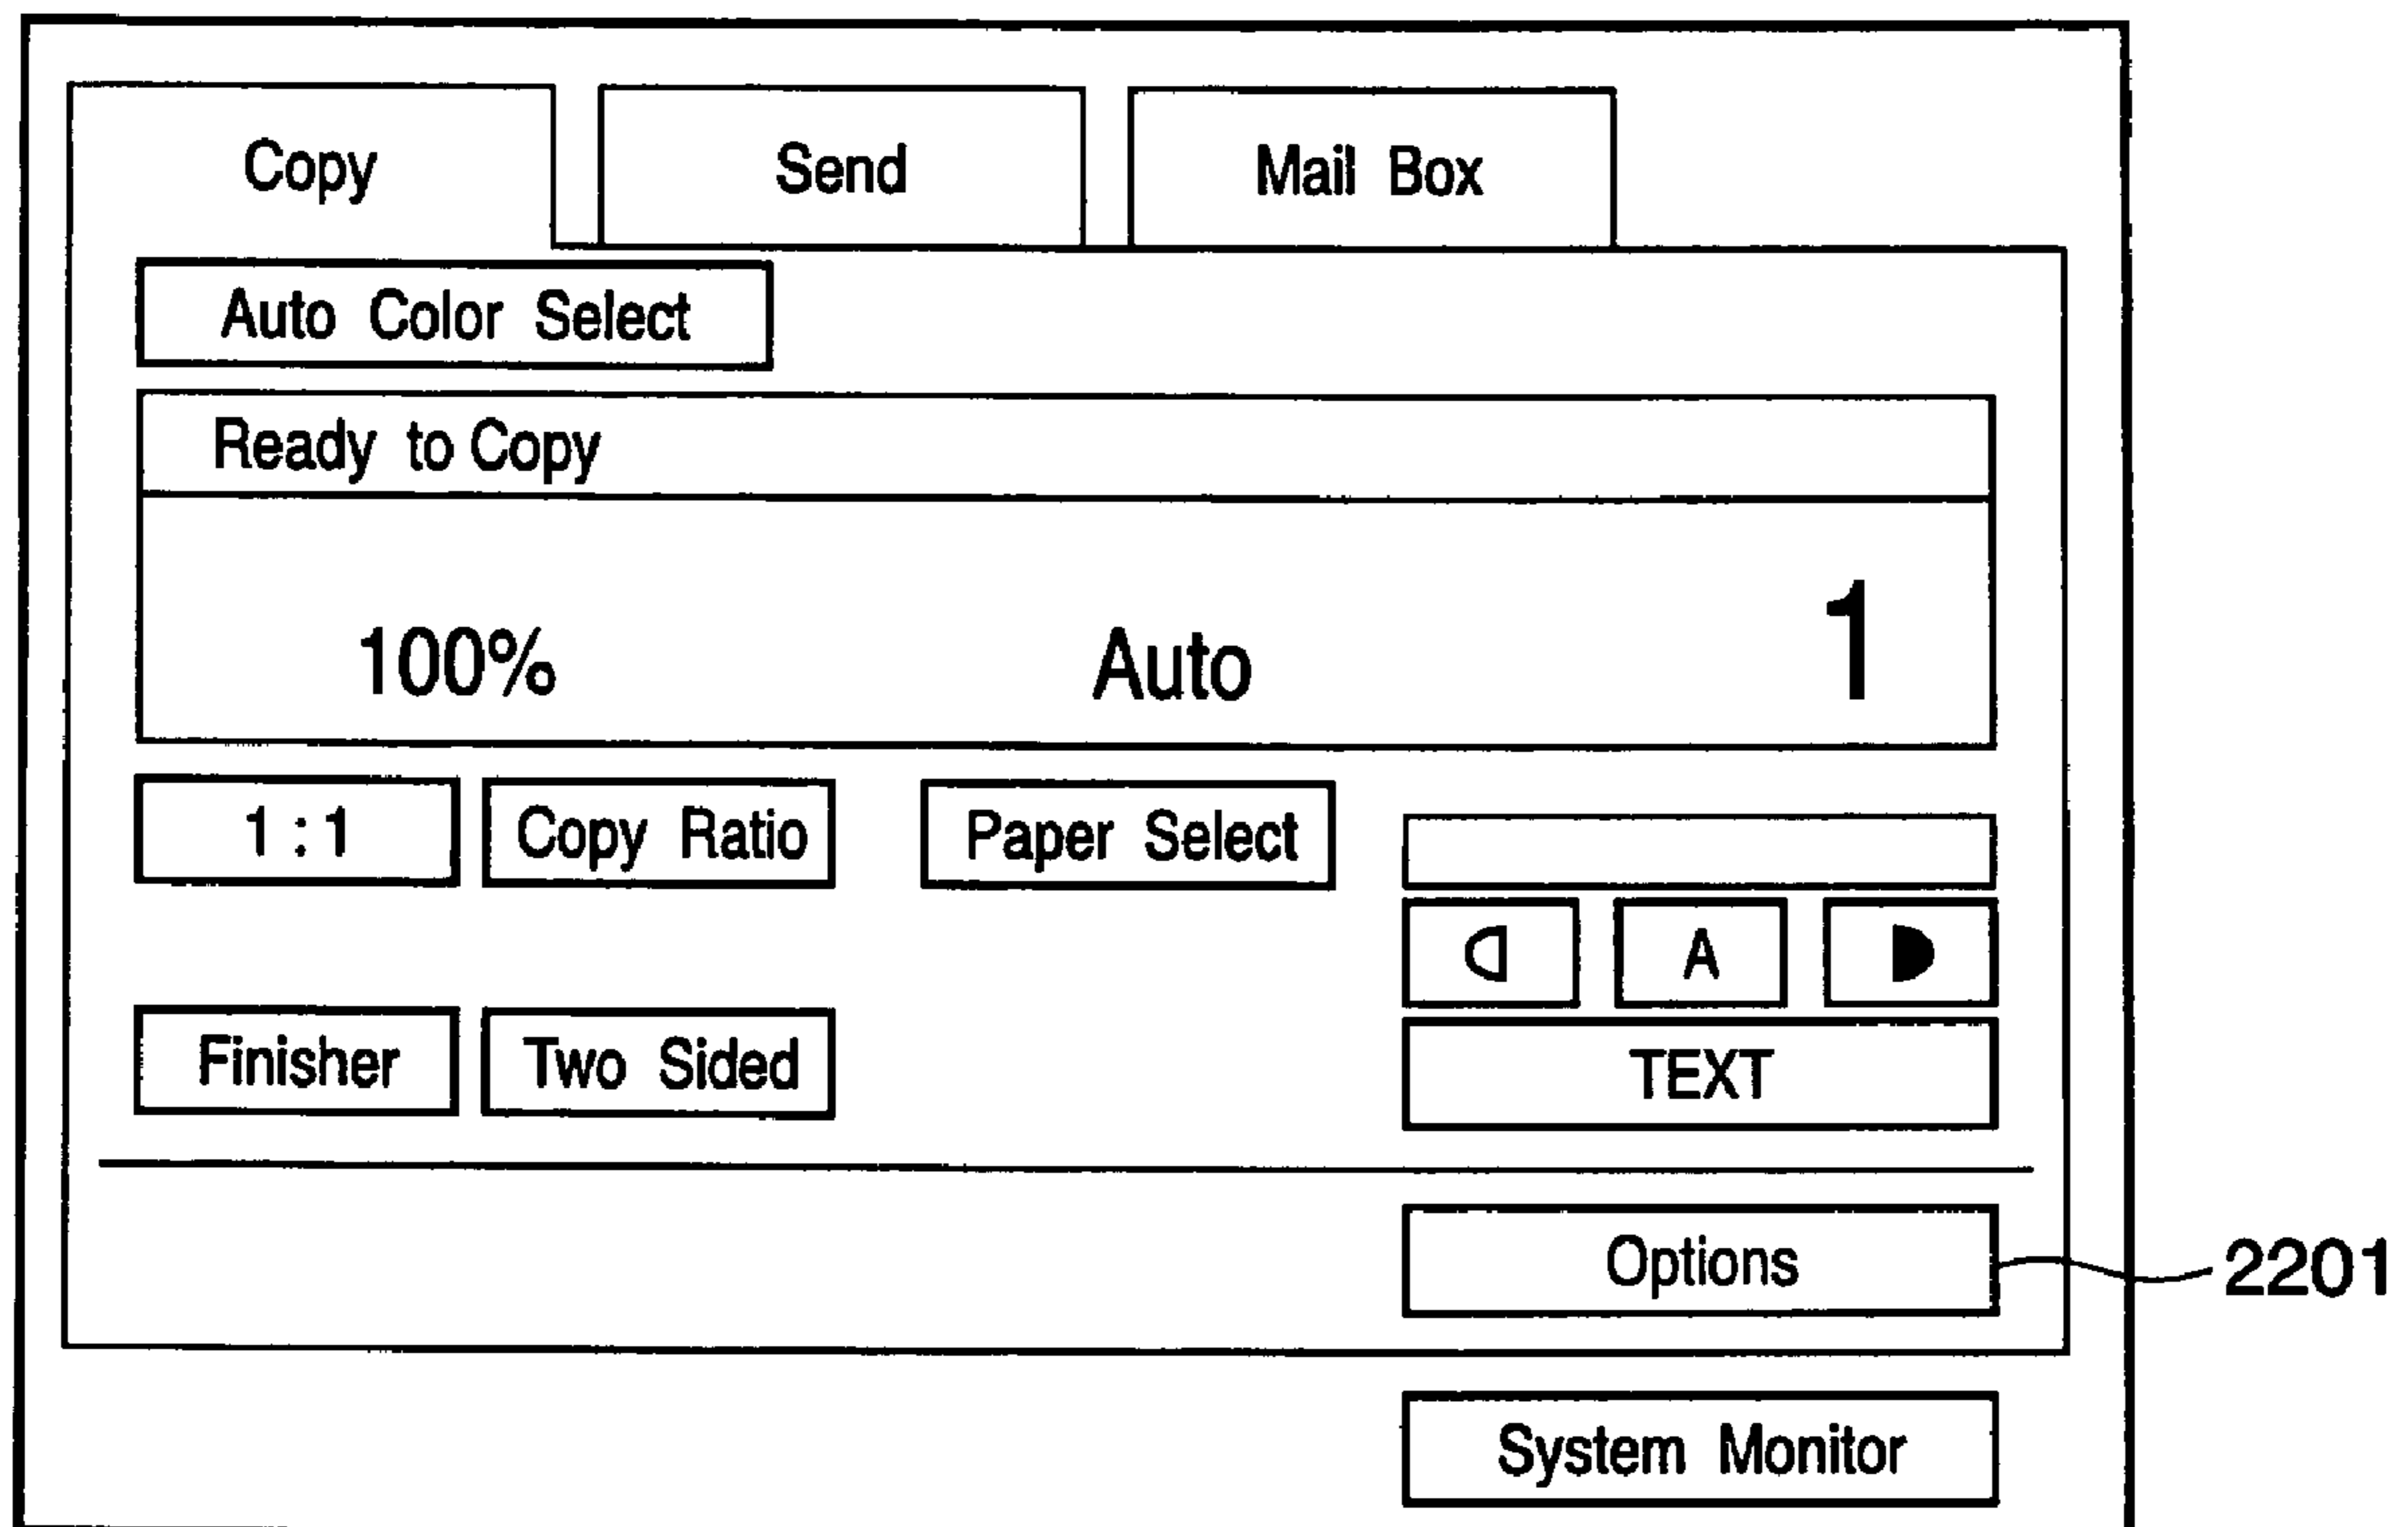 Copy
Send
Mail Box
Auto Color Select
Ready to Copy
100%
Auto
1
1 : 1
Copy Ratio
Paper Select
A
Finisher
Two Sided
TEXT
Options
2201
System Monitor